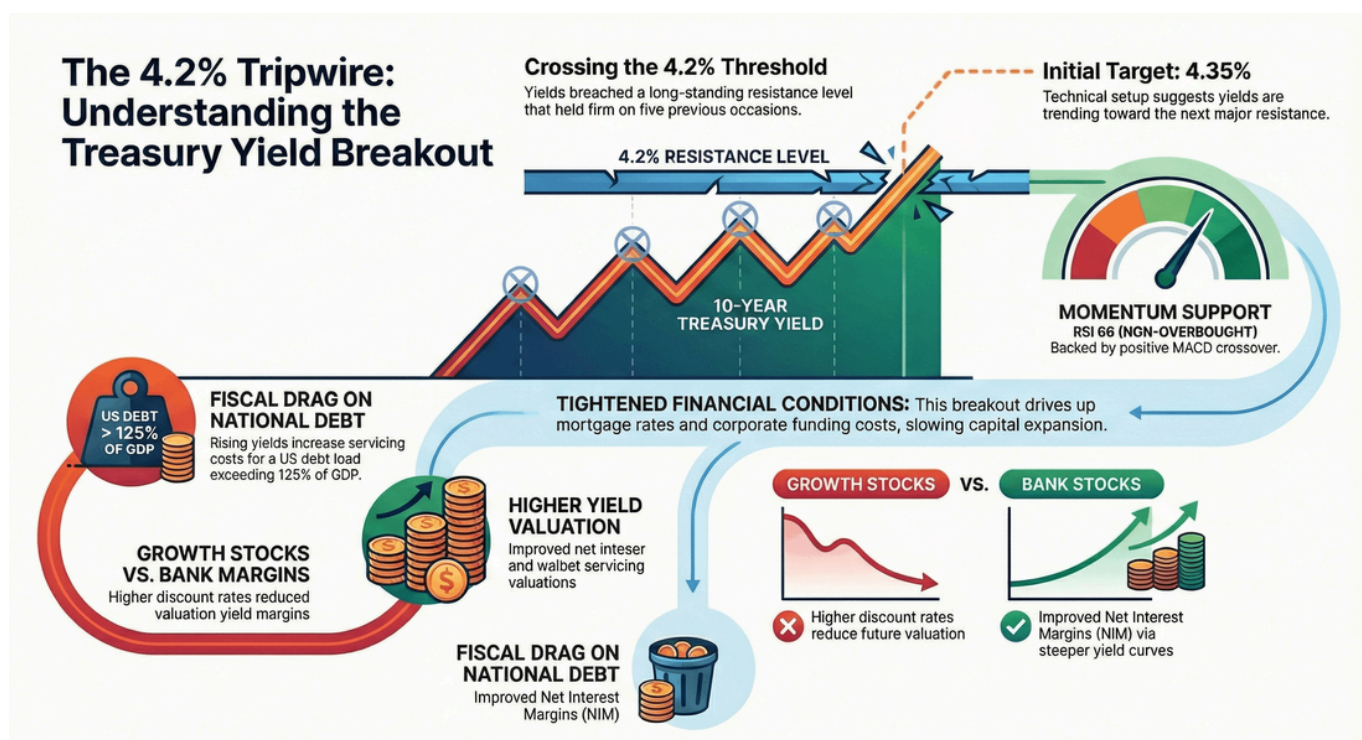 The 4.2% Tripwire:
Understanding the
Treasury Yield Breakout
Crossing the 4.2% Threshold
Yields breached a long-standing resistance level
that held firm on five previous occasions.
Initial Target: 4.35%
Technical setup suggests yields are
trending toward the next major resistance.
4.2% RESISTANCE LEVEL
10-YEAR
TREASURY YIELD
MOMENTUM SUPPORT
RSI 66 (NGN-OVERBOUGHT)
Backed by positive MACD crossover.
US DEBT
> 125%
OF GDP
FISCAL DRAG ON
NATIONAL DEBT
Rising yields increase servicing
costs for a US debt load
exceeding 125% of GDP.
TIGHTENED FINANCIAL CONDITIONS: This breakout drives up
mortgage rates and corporate funding costs, slowing capital expansion.
GROWTH STOCKS
VS. BANK MARGINS
Higher discount rates reduced
valuation yield margins
$
$
$
$
HIGHER YIELD
VALUATION
Improved net inteser
and walbet servicing
valuations
FISCAL DRAG ON
NATIONAL DEBT
Improved Net Interest
Margins (NIM)
$
GROWTH STOCKS VS. BANK STOCKS
Higher discount rates
reduce future valuation
Improved Net Interest
Margins (NIM) via
steeper yield curves